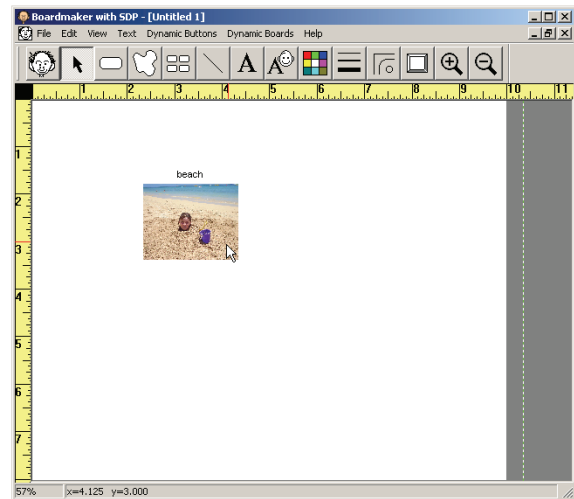 Boardmaker with SDP - [Untitled 1]
File Edit View Text Dynamic Buttons Dynamic Boards Help
A A
1 2 3 4 5 6 7 8 9 10 11
1
2
3
4
5
6
7
beach
57% x=4.125 y=3.000